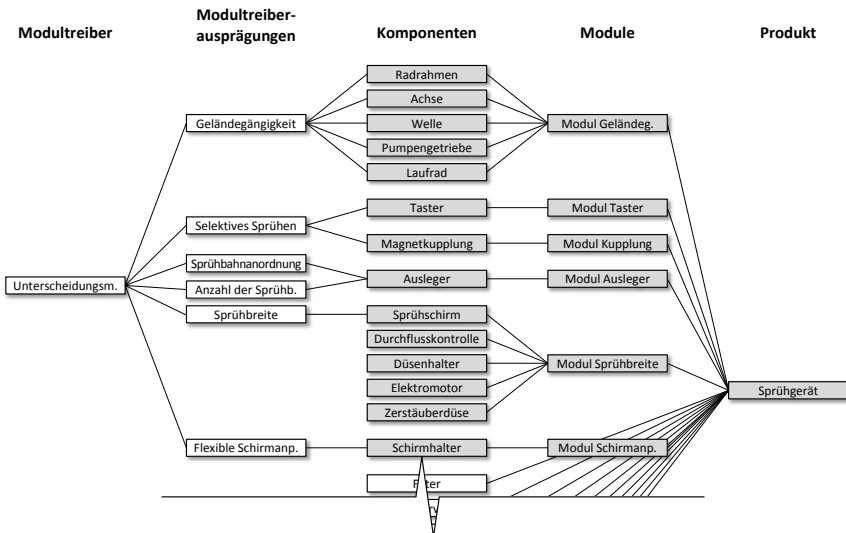 Modultreiber
Modultreiber-
ausprägungen
Komponenten
Module
Produkt
Radrahmen
Achse
Geländegängigkeit
Welle
Modul Geländeg.
Pumpengetriebe
Laufrad
Taster
Modul Taster
Selektives Sprühen
Magnetkupplung
Modul Kupplung
Sprühbahnanordnung
Ausleger
Modul Ausleger
Unterscheidungsm.
Anzahl der Sprühb.
Sprühbreite
Sprühschirm
Durchflusskontrolle
Düsenhalter
Modul Sprühbreite
Elektromotor
Sprühgerät
Zerstäuberdüse
Flexible Schirmanp.
Schirmhalter
Modul Schirmanp.